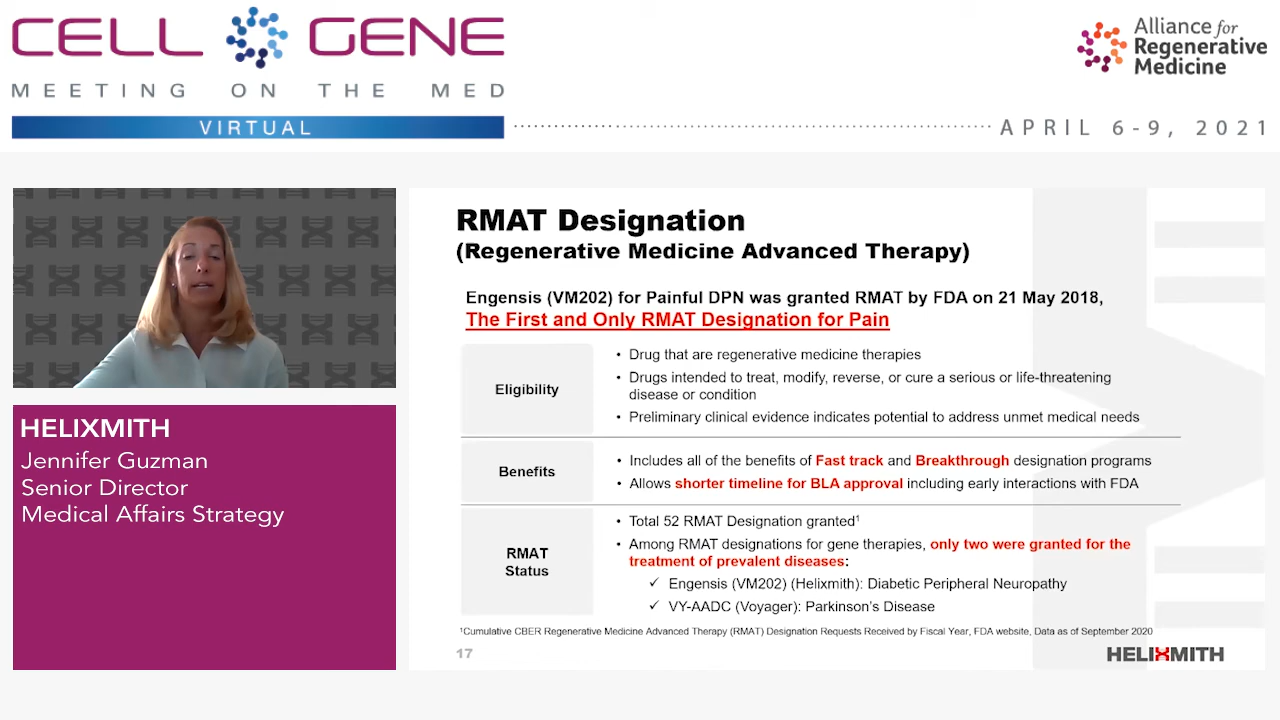 CELL GENE
MEETING ON THE MED
VIRTUAL
APRIL 6-9, 2021
Alliance for
Regenerative
Medicine
HELIXMITH
Jennifer Guzman
Senior Director
Medical Affairs Strategy
RMAT Designation
(Regenerative Medicine Advanced Therapy)
Engensis (VM202) for Painful DPN was granted RMAT by FDA on 21 May 2018,
The First and Only RMAT Designation for Pain
Eligibility
• Drug that are regenerative medicine therapies
• Drugs intended to treat, modify, reverse, or cure a serious or life-threatening
disease or condition
• Preliminary clinical evidence indicates potential to address unmet medical needs
Benefits
• Includes all of the benefits of Fast track and Breakthrough designation programs
• Allows shorter timeline for BLA approval including early interactions with FDA
RMAT
Status
• Total 52 RMAT Designation granted¹
• Among RMAT designations for gene therapies, only two were granted for the
treatment of prevalent diseases:
✓ Engensis (VM202) (Helixmith): Diabetic Peripheral Neuropathy
✓ VY-AADC (Voyager): Parkinson's Disease
¹Cumulative CBER Regenerative Medicine Advanced Therapy (RMAT) Designation Requests Received by Fiscal Year, FDA website, Data as of September 2020
17
HELIXMITH